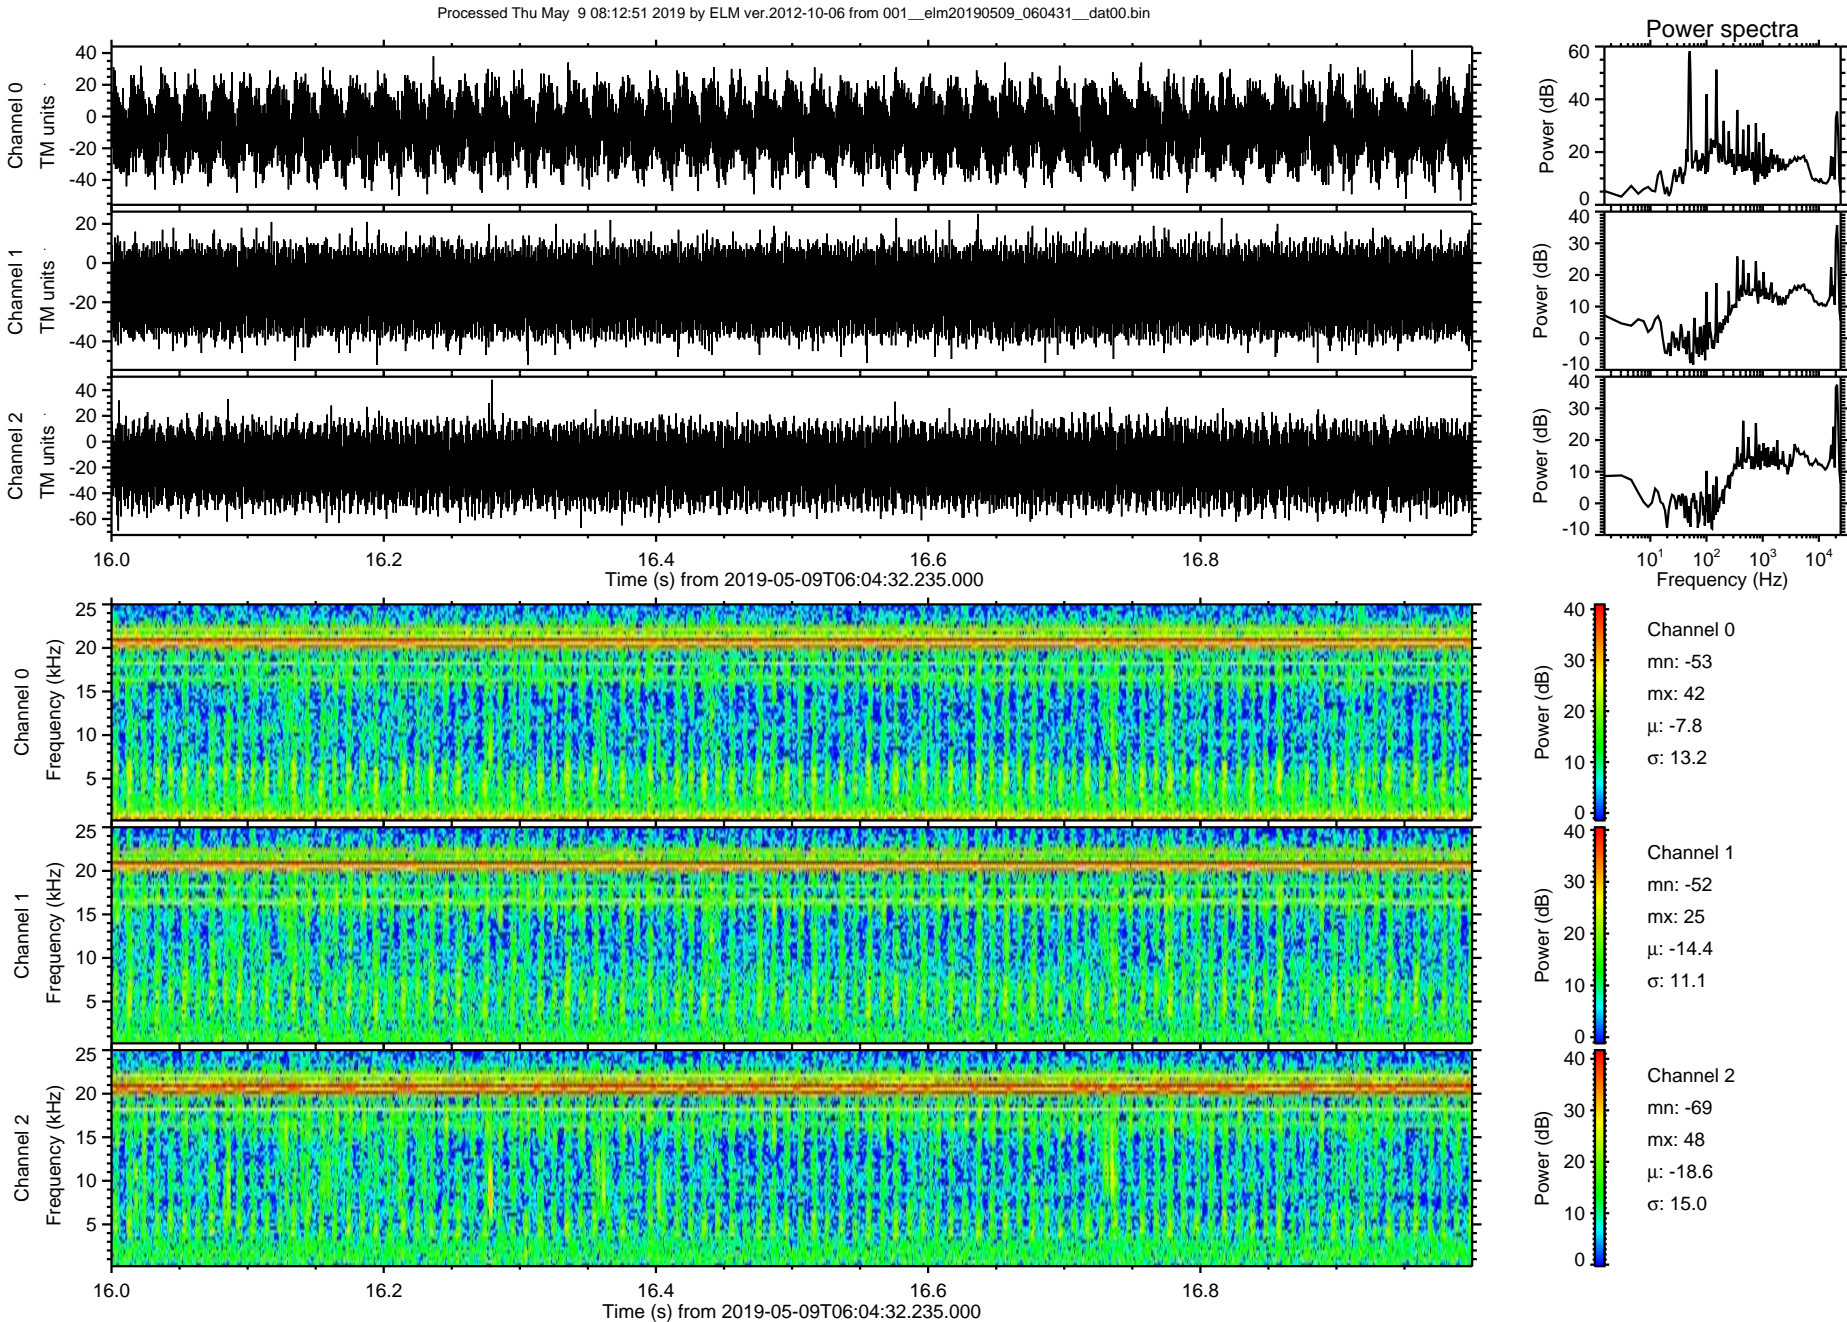 Processed Thu May  9 08:12:51 2019 by ELM ver.2012-10-06 from 001__elm20190509_060431__dat00.bin
Power spectra
Channel 0
TM units
40
20
0
-20
-40
Power (dB)
60
40
20
0
Channel 1
TM units
20
0
-20
-40
Power (dB)
40
30
20
10
0
-10
Channel 2
TM units
40
20
0
-20
-40
-60
Power (dB)
40
30
20
10
0
-10
16.0 16.2 16.4 16.6 16.8
Time (s) from 2019-05-09T06:04:32.235.000
10^1 10^2 10^3 10^4
Frequency (Hz)
Channel 0
Frequency (kHz)
25
20
15
10
5
Power (dB)
40
30
20
10
0
Channel 0
mn: -53
mx: 42
μ: -7.8
σ: 13.2
Channel 1
Frequency (kHz)
25
20
15
10
5
Power (dB)
40
30
20
10
0
Channel 1
mn: -52
mx: 25
μ: -14.4
σ: 11.1
Channel 2
Frequency (kHz)
25
20
15
10
5
Power (dB)
40
30
20
10
0
Channel 2
mn: -69
mx: 48
μ: -18.6
σ: 15.0
16.0 16.2 16.4 16.6 16.8
Time (s) from 2019-05-09T06:04:32.235.000